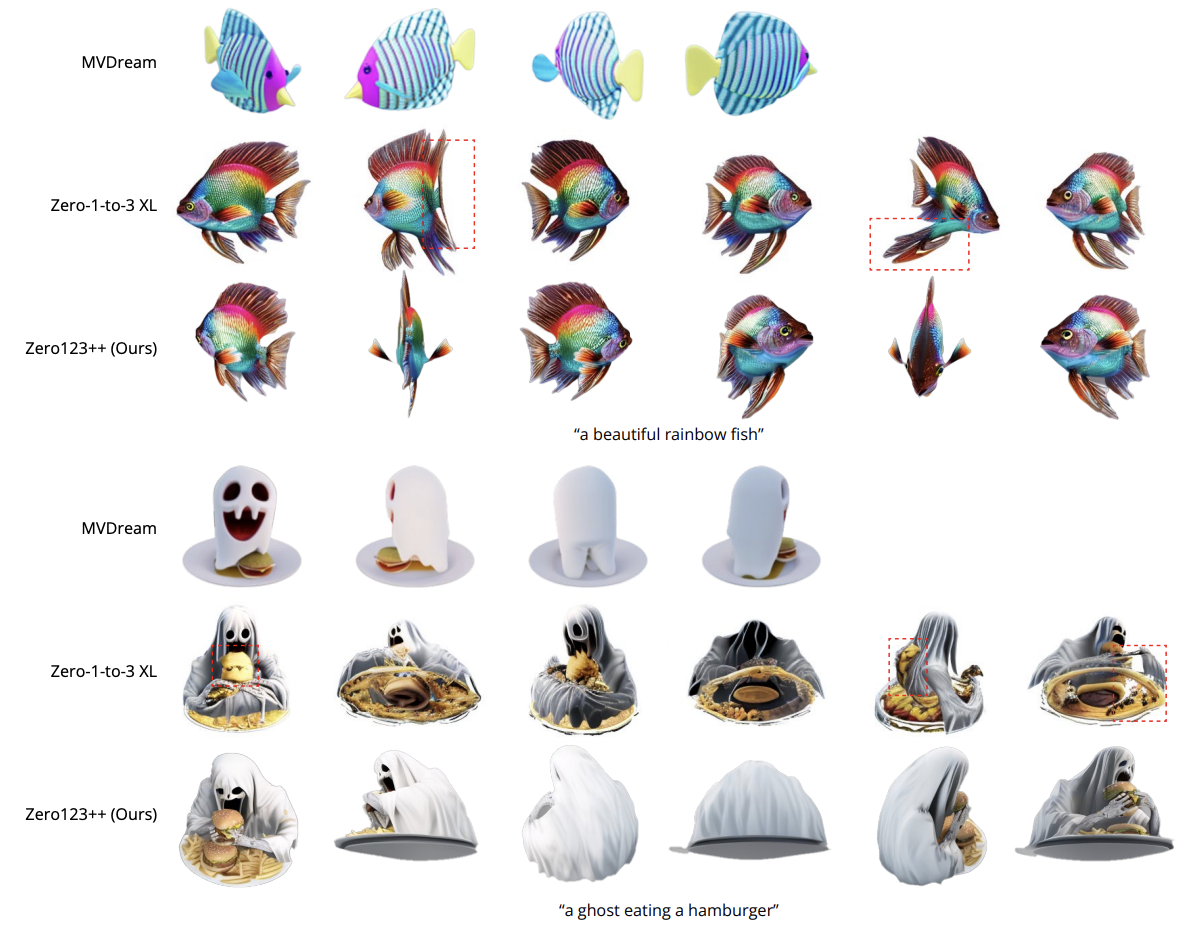 MVDream
Zero-1-to-3 XL
Zero123++ (Ours)
“a beautiful rainbow fish”
MVDream
Zero-1-to-3 XL
Zero123++ (Ours)
“a ghost eating a hamburger”